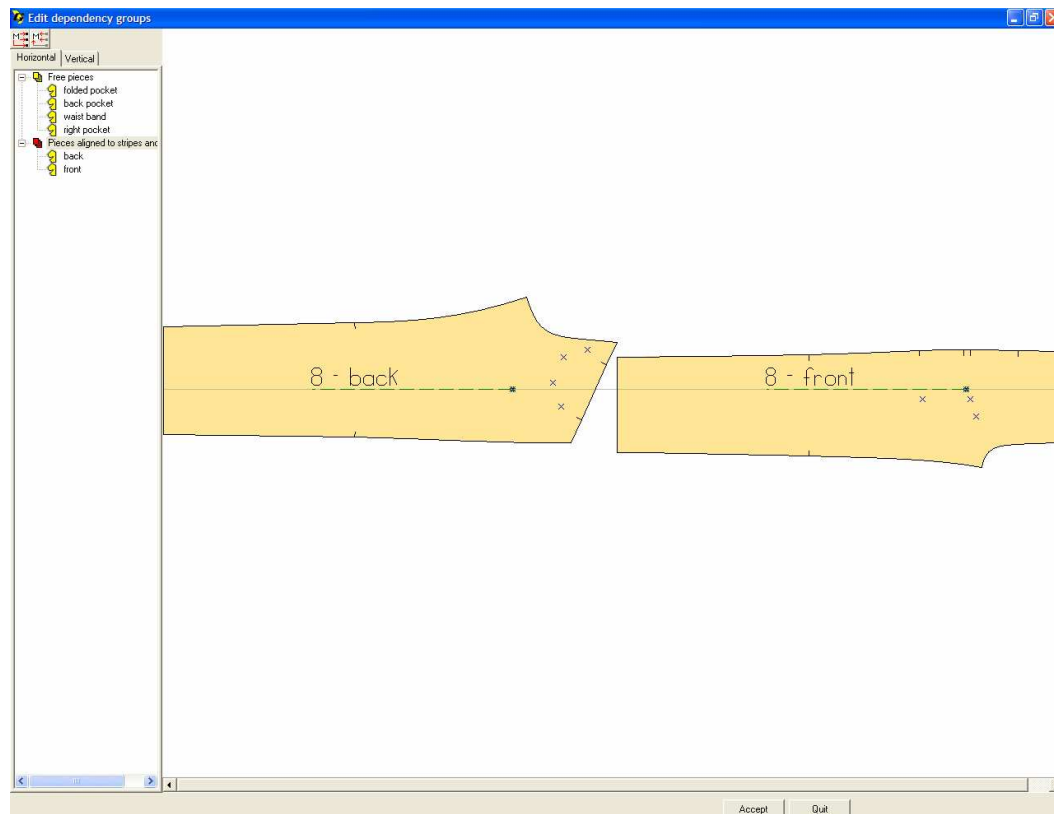 Edit dependency groups
Horizontal Vertical
Free pieces
folded pocket
back pocket
waist band
right pocket
Pieces aligned to stripes and
back
front
8 - back
8 - front
Accept Quit